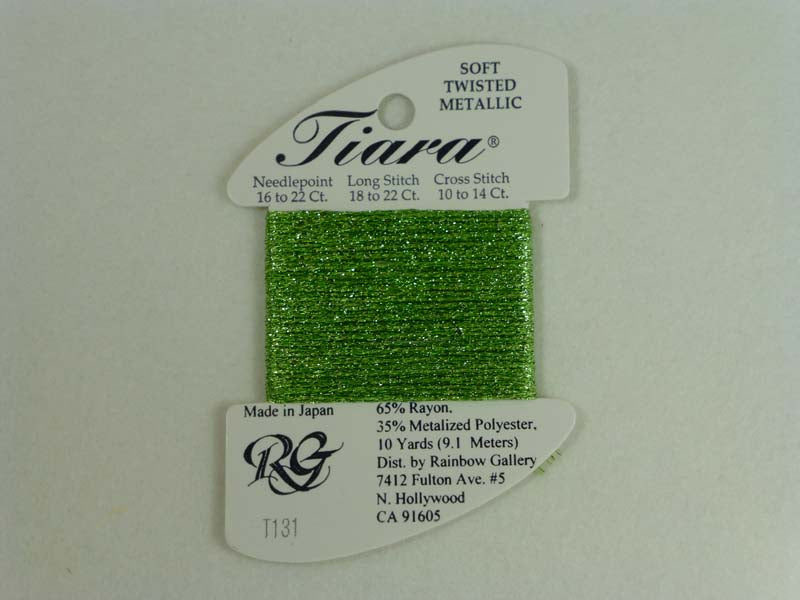 SOFT
TWISTED
METALLIC
Tiara®
Needlepoint Long Stitch Cross Stitch
16 to 22 Ct. 18 to 22 Ct. 10 to 14 Ct.
Made in Japan
RG
T131
65% Rayon,
35% Metalized Polyester,
10 Yards (9.1 Meters)
Dist. by Rainbow Gallery
7412 Fulton Ave. #5
N. Hollywood
CA 91605